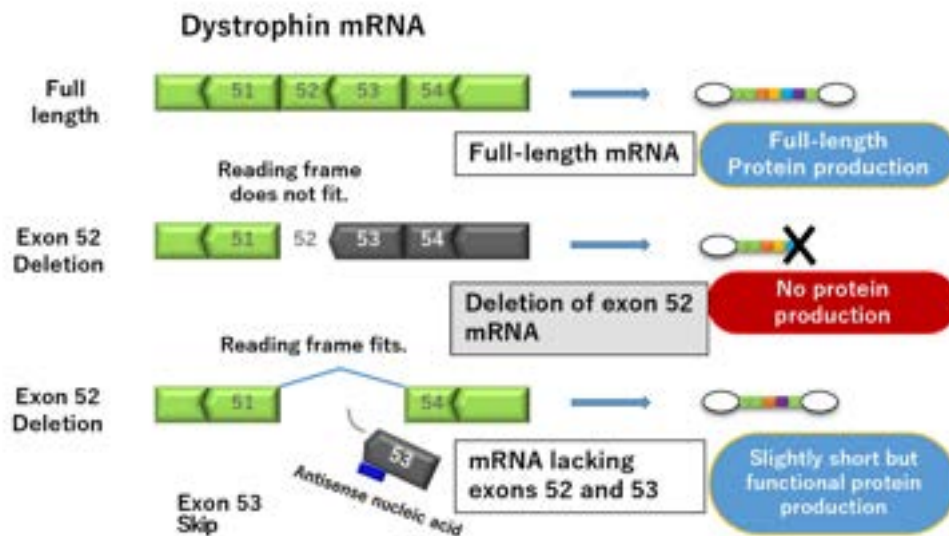 Dystrophin mRNA
Full
length
51
52
53
54
Full-length mRNA
Full-length
Protein production
Reading frame
does not fit.
Exon 52
Deletion
51
52
53
54
Deletion of exon 52
mRNA
No protein
production
Reading frame fits.
Exon 52
Deletion
51
54
53
Antisense nucleic acid
Exon 53
Skip
mRNA lacking
exons 52 and 53
Slightly short but
functional protein
production